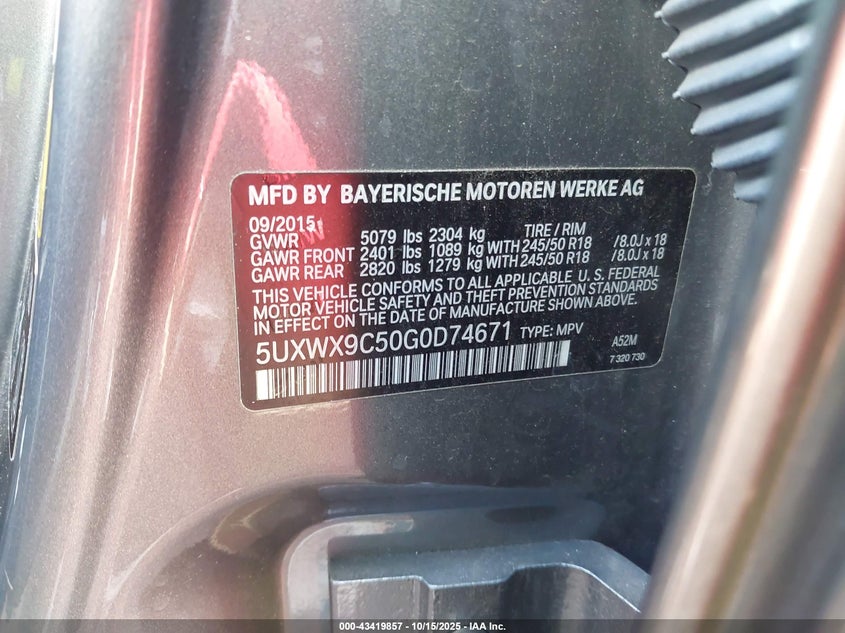 MFD BY BAYERISCHE MOTOREN WERKE AG
09/2015 TIRE / RIM
GVWR 5079 lbs 2304 kg
GAWR FRONT 2401 lbs 1089 kg WITH 245/50 R18 /8.0J x 18
GAWR REAR 2820 lbs 1279 kg WITH 245/50 R18 /8.0J x 18
THIS VEHICLE CONFORMS TO ALL APPLICABLE U.S. FEDERAL
MOTOR VEHICLE SAFETY AND THEFT PREVENTION STANDARDS
IN EFFECT ON THE DATE OF MANUFACTURE SHOWN ABOVE.
5UXWX9C50G0D74671 TYPE: MPV A52M
7 320 730
000-43419857 - 10/15/2025 - IAA Inc.